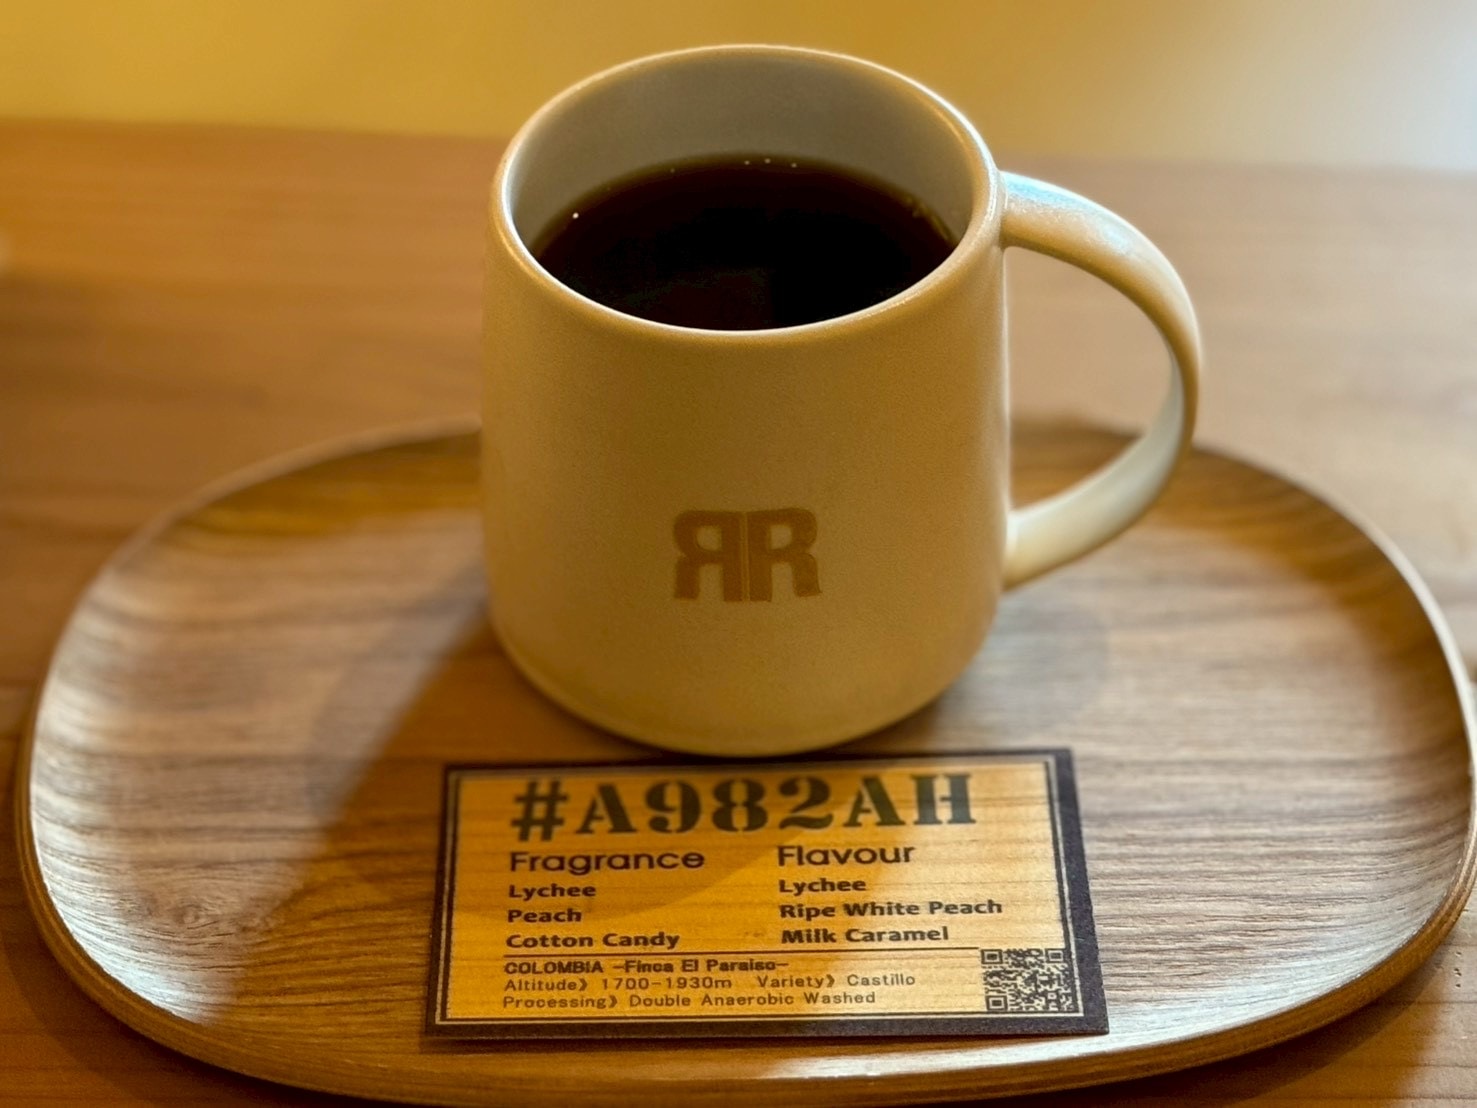 RR
#A982AH
Fragrance
Flavour
Lychee
Peach
Cotton Candy
Lychee
Ripe White Peach
Milk Caramel
COLOMBIA -Finca El Paraiso-
Altitude》 1700-1930m Variety》 Castillo
Processing》 Double Anaerobic Washed